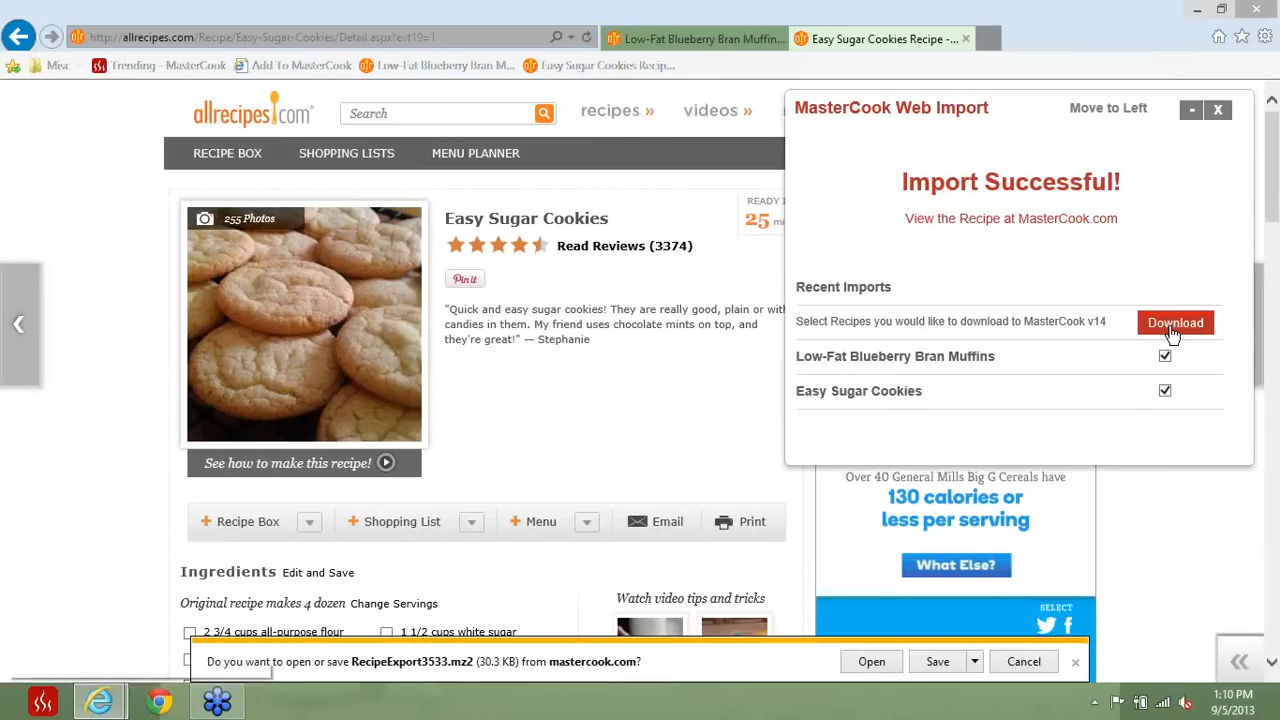 http://allrecipes.com/Recipe/Easy-Sugar-Cookies/Detail.aspx?evt19=1
Low-Fat Blueberry Bran Muffin...
Easy Sugar Cookies Recipe -...
Misc
Trending - MasterCook
Add To MasterCook
Low-Fat Blueberry Bran M...
Easy Sugar Cookies Recip...
allrecipes.com
Search
recipes »
videos »
RECIPE BOX
SHOPPING LISTS
MENU PLANNER
255 Photos
See how to make this recipe!
Easy Sugar Cookies
Read Reviews (3374)
Pin it
"Quick and easy sugar cookies! They are really good, plain or with
candies in them. My friend uses chocolate mints on top, and
they're great!" — Stephanie
READY
25
MasterCook Web Import
Move to Left
- X
Import Successful!
View the Recipe at MasterCook.com
Recent Imports
Select Recipes you would like to download to MasterCook v14
Download
Low-Fat Blueberry Bran Muffins
Easy Sugar Cookies
Over 40 General Mills Big G Cereals have
130 calories or
less per serving
What Else?
SELECT
+ Recipe Box
+ Shopping List
+ Menu
Email
Print
Ingredients Edit and Save
Original recipe makes 4 dozen Change Servings
2 3/4 cups all-purpose flour
1 1/2 cups white sugar
Watch video tips and tricks
Do you want to open or save RecipeExport3533.mz2 (30.3 KB) from mastercook.com?
Open
Save
Cancel
1:10 PM
9/5/2013